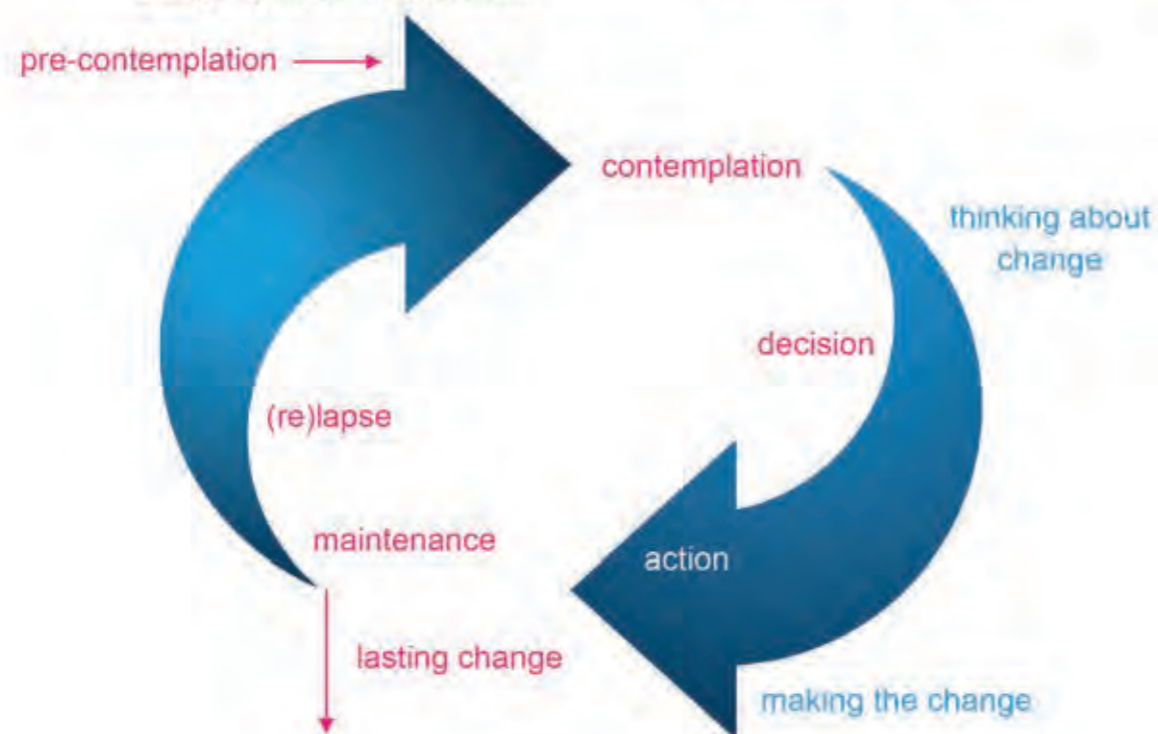 pre-contemplation
contemplation
thinking about
change
decision
(re)lapse
maintenance
action
lasting change
making the change